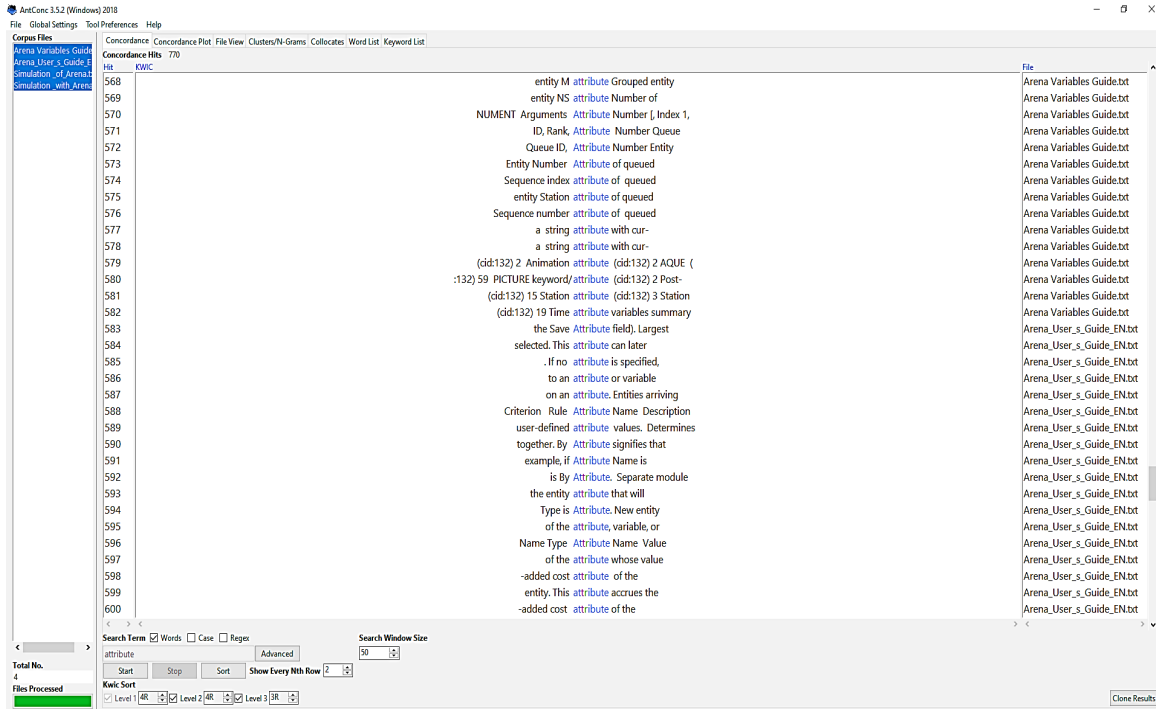 AntConc 3.5.2 (Windows) 2018
File Global Settings Tool Preferences Help
Corpus Files
Arena Variables Guide
Arena_User_s_Guide_E
Simulation _of_Arena.t
Simulation _with_Arena
Concordance Concordance Plot File View Clusters/N-Grams Collocates Word List Keyword List
Concordance Hits 770
Hit KWIC File
568 entity M attribute Grouped entity Arena Variables Guide.txt
569 entity NS attribute Number of Arena Variables Guide.txt
570 NUMENT Arguments Attribute Number [, Index 1, Arena Variables Guide.txt
571 ID, Rank, Attribute Number Queue Arena Variables Guide.txt
572 Queue ID, Attribute Number Entity Arena Variables Guide.txt
573 Entity Number Attribute of queued Arena Variables Guide.txt
574 Sequence index attribute of queued Arena Variables Guide.txt
575 entity Station attribute of queued Arena Variables Guide.txt
576 Sequence number attribute of queued Arena Variables Guide.txt
577 a string attribute with cur- Arena Variables Guide.txt
578 a string attribute with cur- Arena Variables Guide.txt
579 (cid:132) 2 Animation attribute (cid:132) 2 AQUE ( Arena Variables Guide.txt
580 :132) 59 PICTURE keyword/attribute (cid:132) 2 Post- Arena Variables Guide.txt
581 (cid:132) 15 Station attribute (cid:132) 3 Station Arena Variables Guide.txt
582 (cid:132) 19 Time attribute variables summary Arena Variables Guide.txt
583 the Save Attribute field). Largest Arena_User_s_Guide_EN.txt
584 selected. This attribute can later Arena_User_s_Guide_EN.txt
585 . If no attribute is specified, Arena_User_s_Guide_EN.txt
586 to an attribute or variable Arena_User_s_Guide_EN.txt
587 on an attribute. Entities arriving Arena_User_s_Guide_EN.txt
588 Criterion Rule Attribute Name Description Arena_User_s_Guide_EN.txt
589 user-defined attribute values. Determines Arena_User_s_Guide_EN.txt
590 together. By Attribute signifies that Arena_User_s_Guide_EN.txt
591 example, if Attribute Name is Arena_User_s_Guide_EN.txt
592 is By Attribute. Separate module Arena_User_s_Guide_EN.txt
593 the entity attribute that will Arena_User_s_Guide_EN.txt
594 Type is Attribute. New entity Arena_User_s_Guide_EN.txt
595 of the attribute, variable, or Arena_User_s_Guide_EN.txt
596 Name Type Attribute Name Value Arena_User_s_Guide_EN.txt
597 of the attribute whose value Arena_User_s_Guide_EN.txt
598 -added cost attribute of the Arena_User_s_Guide_EN.txt
599 entity. This attribute accrues the Arena_User_s_Guide_EN.txt
600 -added cost attribute of the Arena_User_s_Guide_EN.txt
Search Term Words Case Regex Search Window Size
attribute Advanced 50
Start Stop Sort Show Every Nth Row 2
Kwic Sort
Level 1 4R Level 2 4R Level 3 3R
Total No.
4
Files Processed
Clone Results